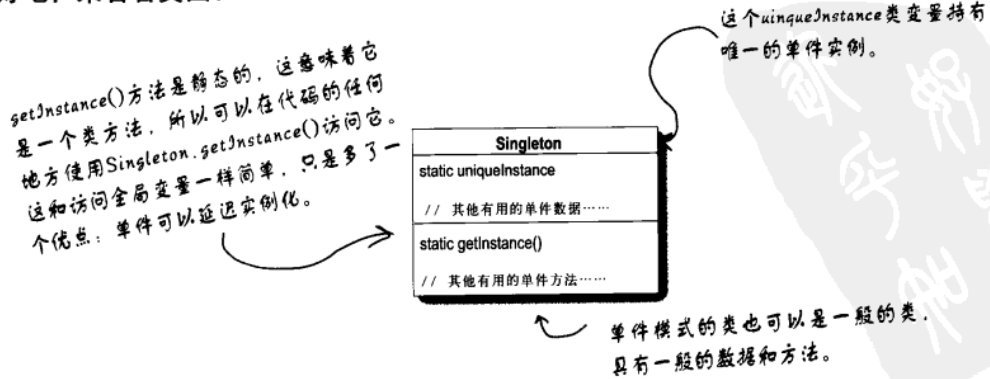 这个uinqueInstance类变量持有
唯一的单件实例。
getInstance()方法是静态的，这意味着它
是一个类方法，所以可以在代码的任何
地方使用Singleton.getInstance()访问它。
这和访问全局变量一样简单，只是多了一
个优点：单件可以延迟实例化。
Singleton
static uniqueInstance
// 其他有用的单件数据……
static getInstance()
// 其他有用的单件方法……
单件模式的类也可以是一般的类，
具有一般的数据和方法。